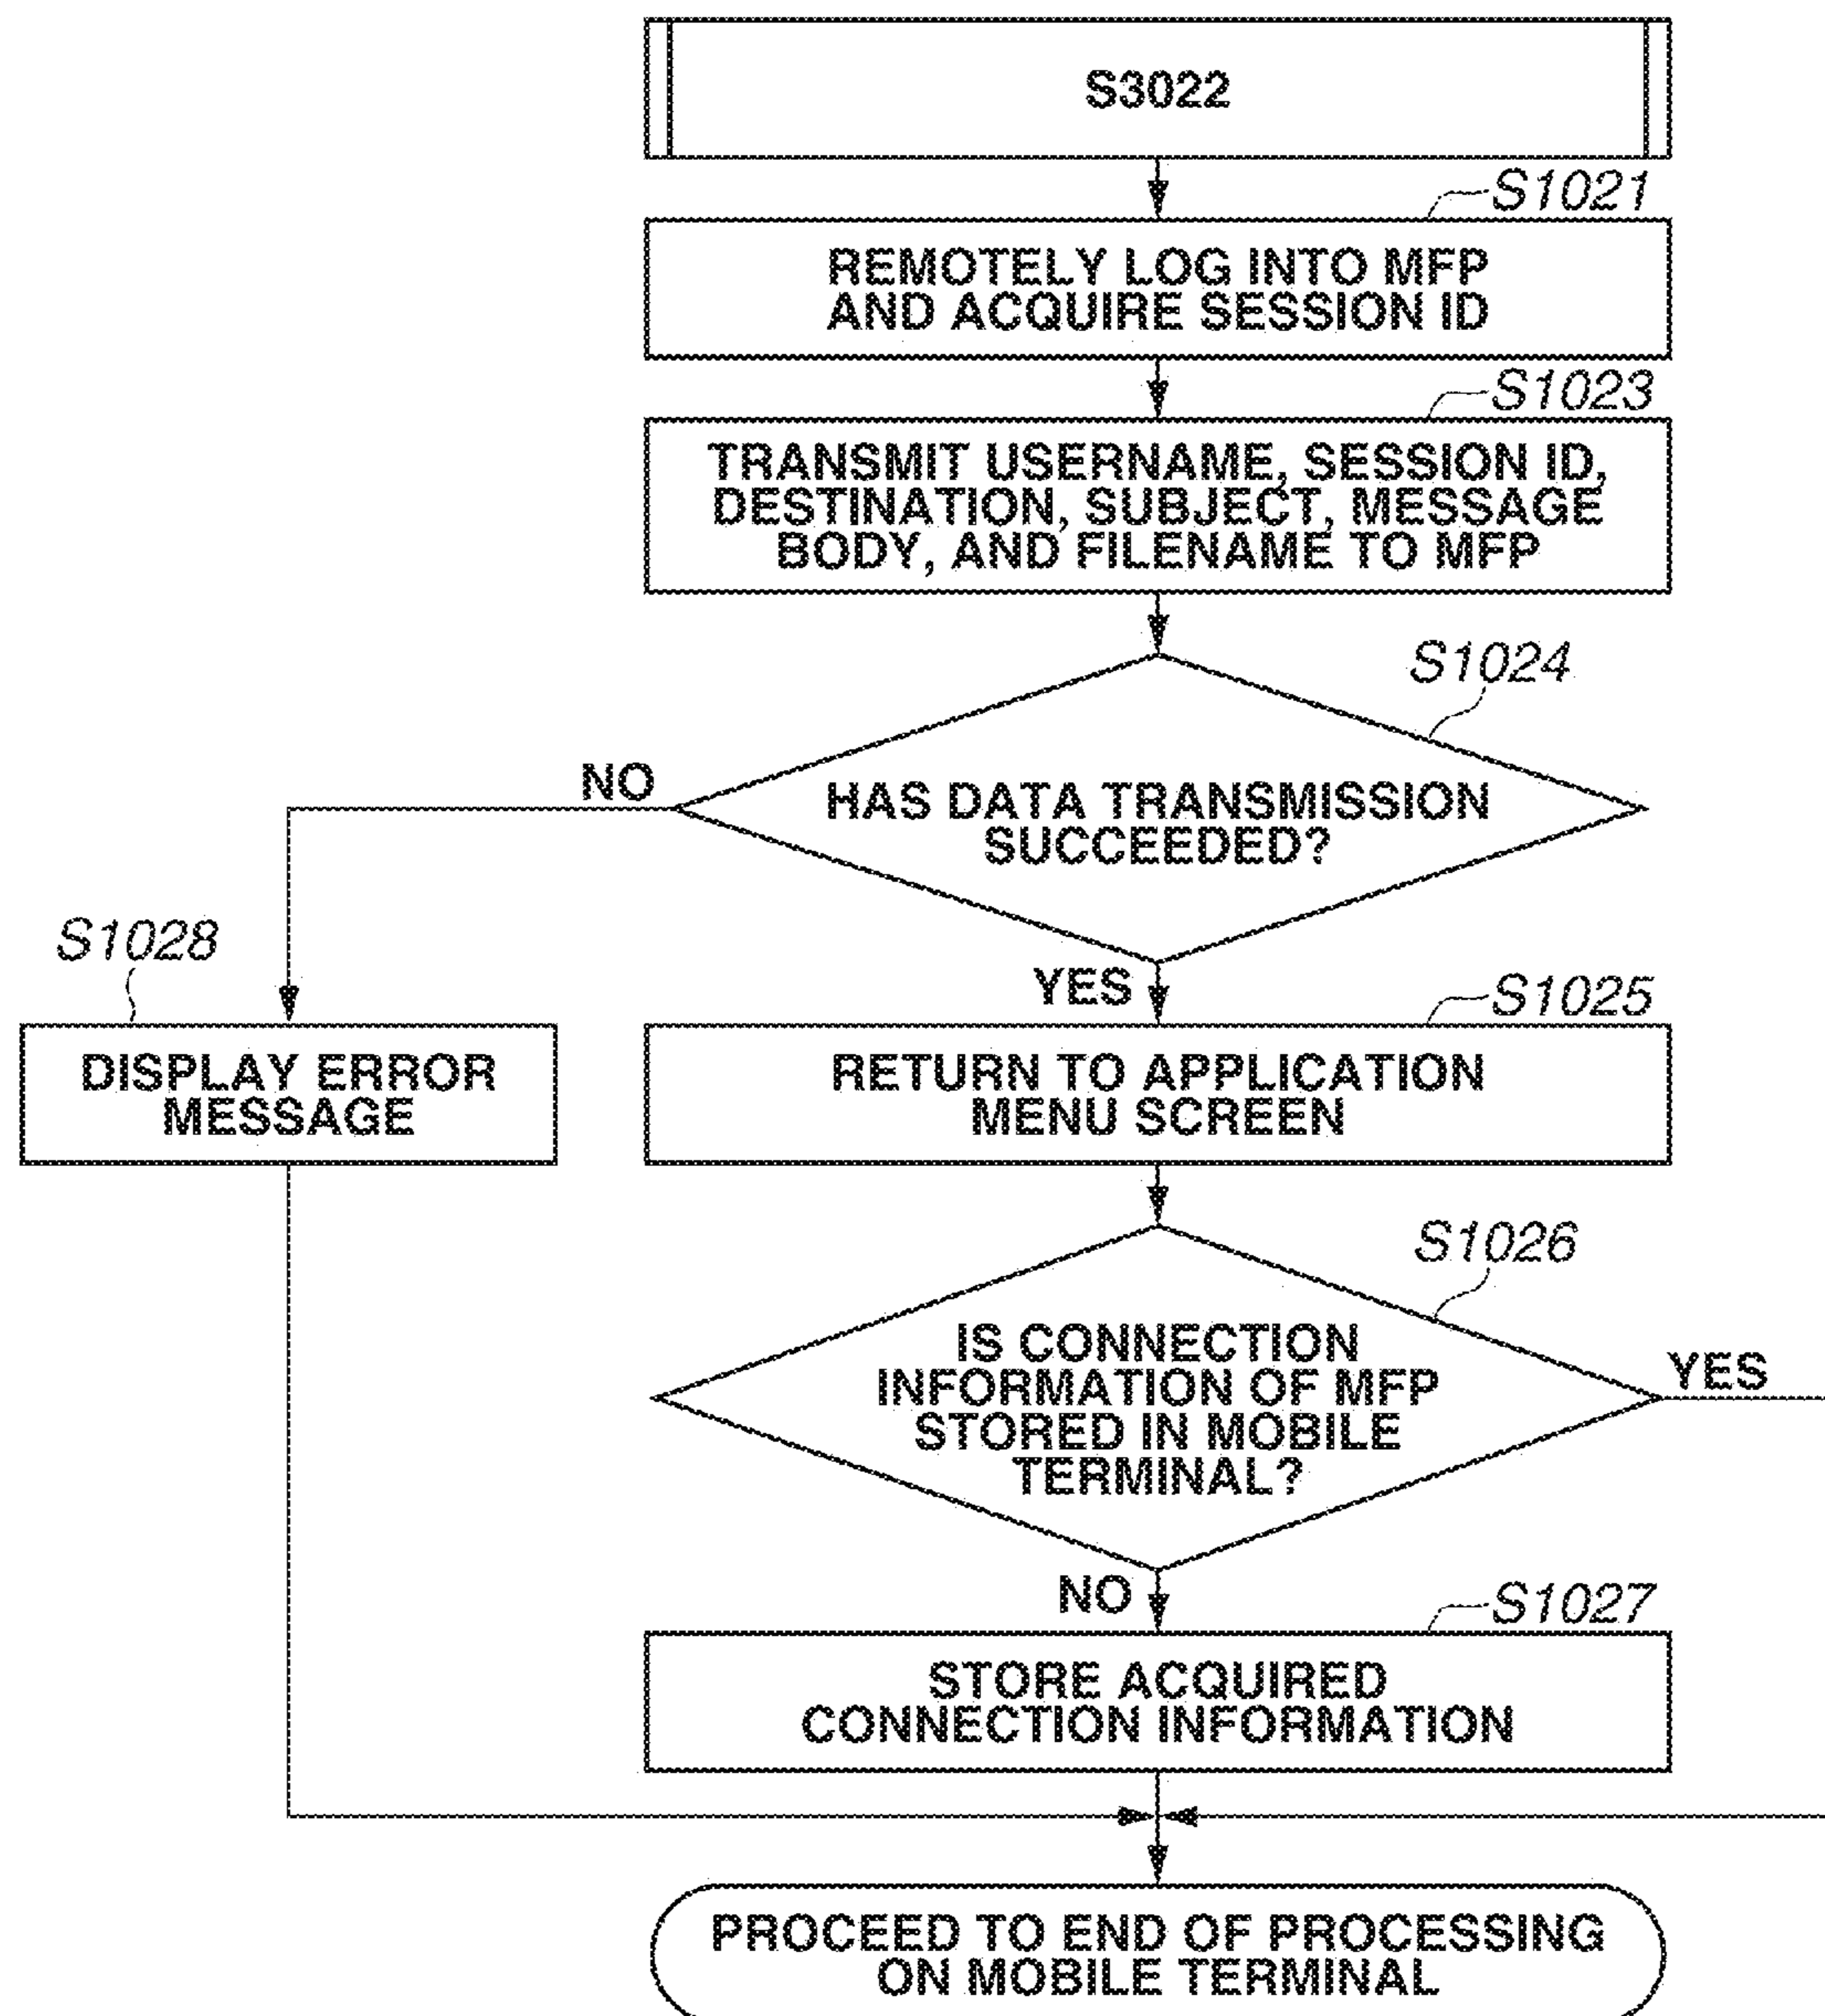 S3022
S1021
REMOTELY LOG INTO MFP
AND ACQUIRE SESSION ID
S1023
TRANSMIT USERNAME, SESSION ID,
DESTINATION, SUBJECT, MESSAGE
BODY, AND FILENAME TO MFP
S1024
NO
HAS DATA TRANSMISSION
SUCCEEDED?
S1028
YES
S1025
DISPLAY ERROR
MESSAGE
RETURN TO APPLICATION
MENU SCREEN
S1026
IS CONNECTION
INFORMATION OF MFP
STORED IN MOBILE
TERMINAL?
YES
NO
S1027
STORE ACQUIRED
CONNECTION INFORMATION
PROCEED TO END OF PROCESSING
ON MOBILE TERMINAL